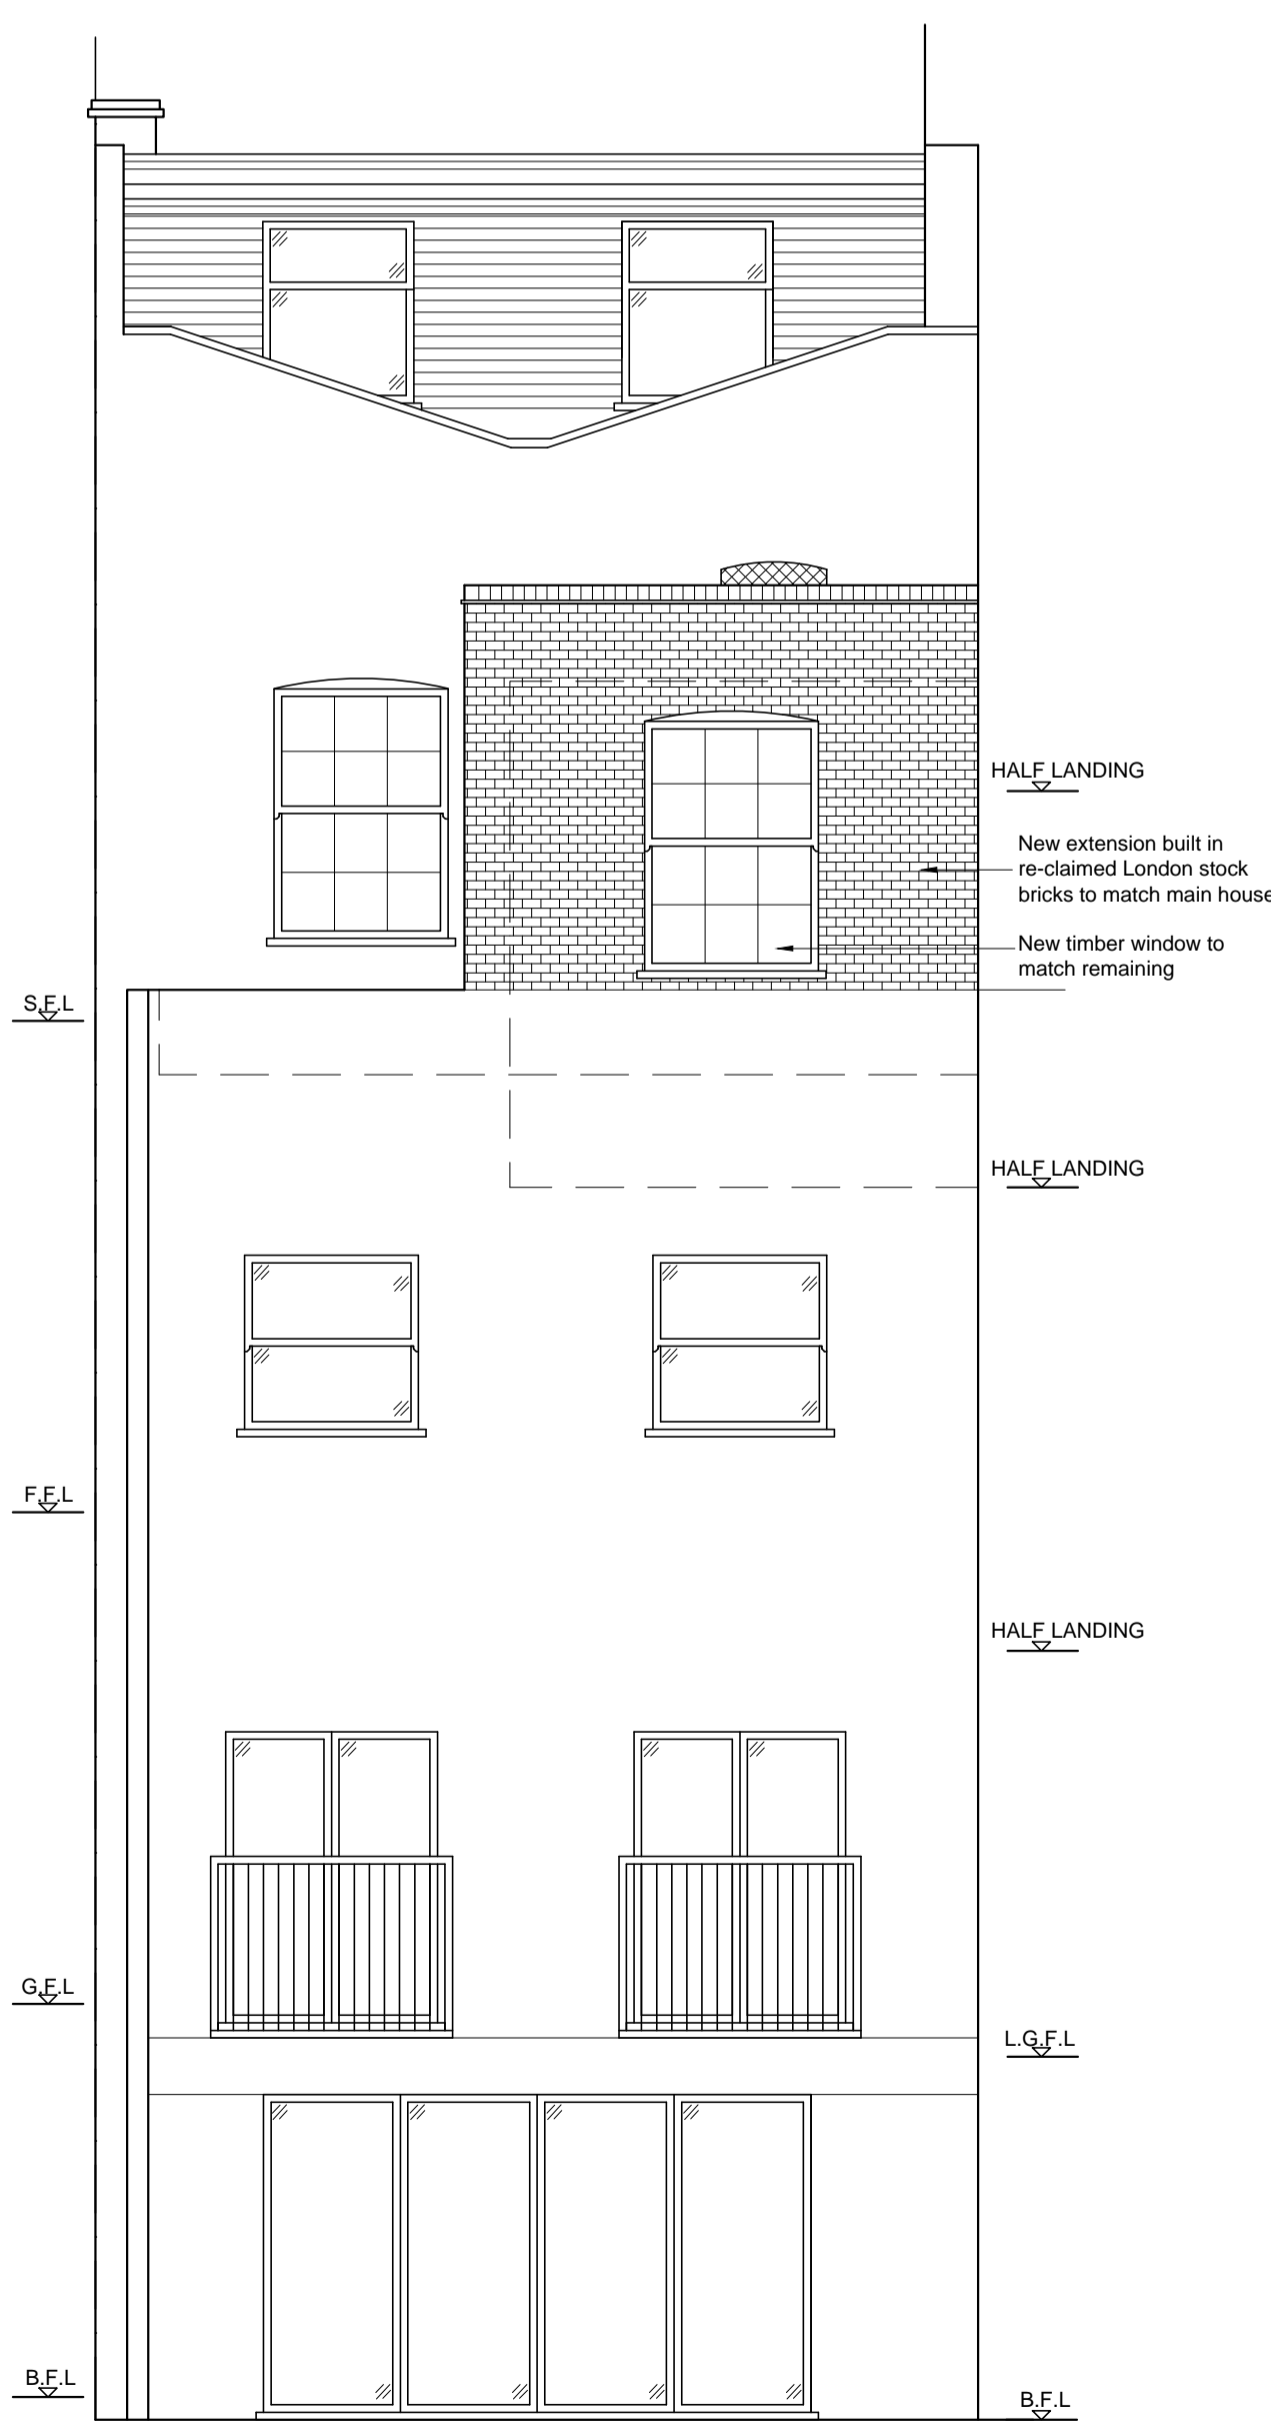 HALF LANDING
New extension built in
re-claimed London stock
bricks to match main house
New timber window to
match remaining
S.F.L
HALF LANDING
F.F.L
HALF LANDING
G.F.L
L.G.F.L
B.F.L
B.F.L